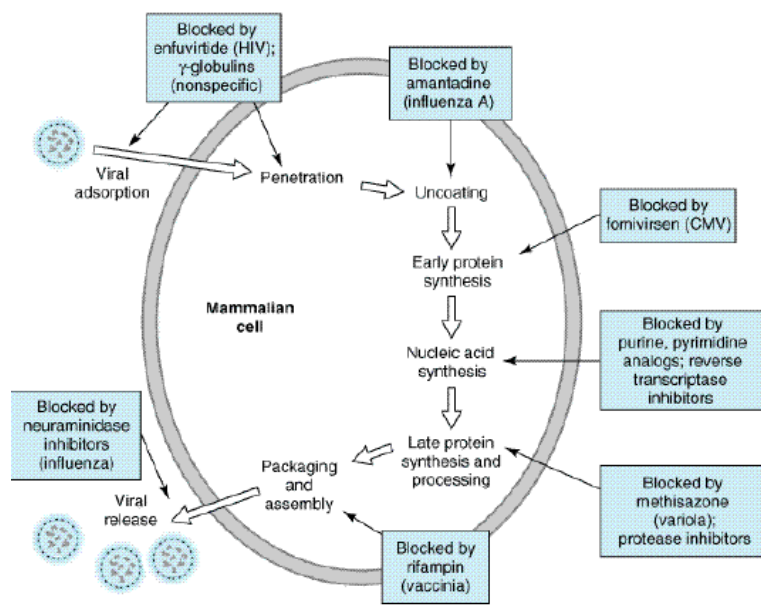 Blocked by
enfuvirtide (HIV);
γ-globulins
(nonspecific)
Blocked by
amantadine
(influenza A)
Viral
adsorption
Penetration
Uncoating
Blocked by
fomivirsen (CMV)
Early protein
synthesis
Mammalian
cell
Blocked by
purine, pyrimidine
analogs; reverse
transcriptase
inhibitors
Nucleic acid
synthesis
Blocked by
neuraminidase
inhibitors
(influenza)
Late protein
synthesis and
processing
Packaging
and
assembly
Viral
release
Blocked by
methisazone
(variola);
protease inhibitors
Blocked by
rifampin
(vaccinia)